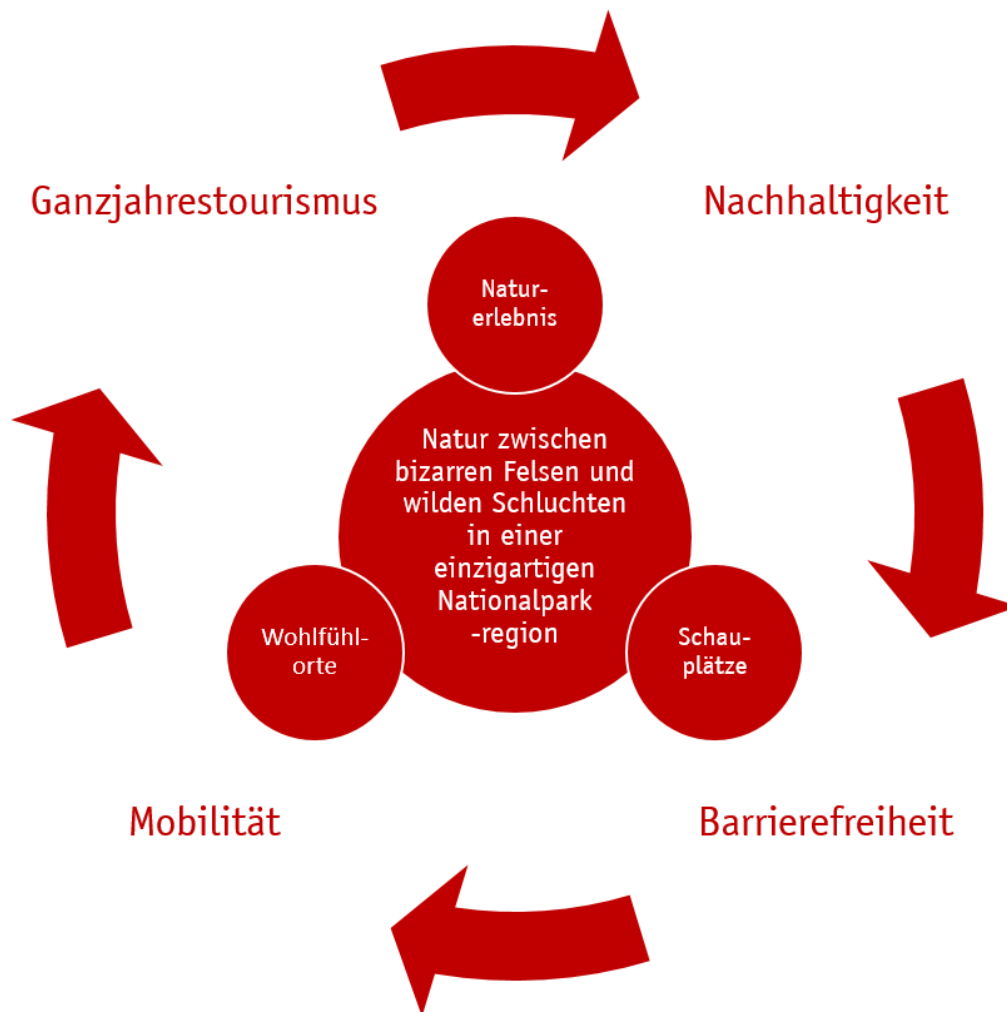 Ganzjahrestourismus
Nachhaltigkeit
Natur-
erlebnis
Natur zwischen
bizarren Felsen und
wilden Schluchten
in einer
einzigartigen
Nationalpark
-region
Wohlfühl-
orte
Schau-
plätze
Mobilität
Barrierefreiheit